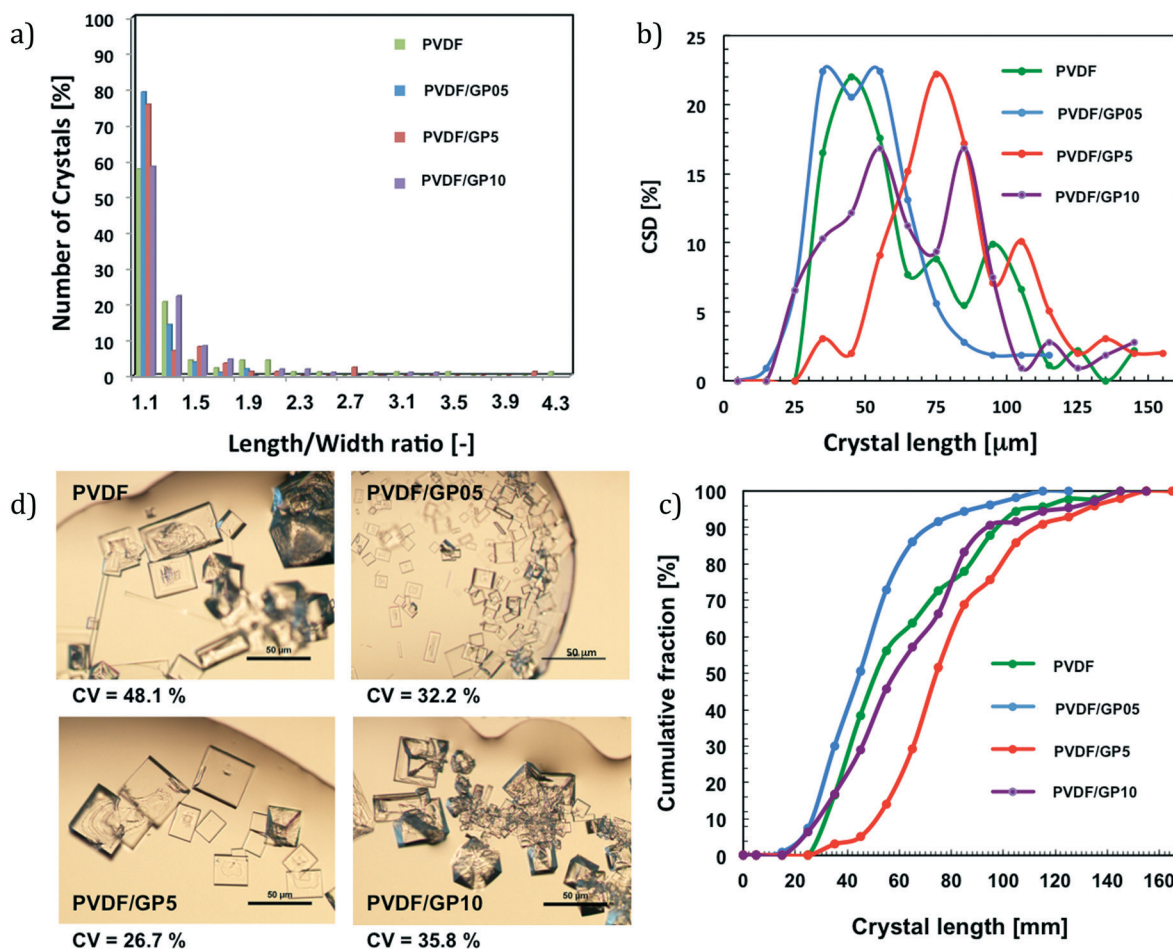 a)
Number of Crystals [%]
100
90
80
70
60
50
40
30
20
10
0
PVDF
PVDF/GP05
PVDF/GP5
PVDF/GP10
1.1 1.5 1.9 2.3 2.7 3.1 3.5 3.9 4.3
Length/Width ratio [-]
b)
CSD [%]
25
20
15
10
5
0
PVDF
PVDF/GP05
PVDF/GP5
PVDF/GP10
25 50 75 100 125 150
Crystal length [μm]
d)
PVDF
50 μm
CV = 48.1 %
PVDF/GP05
50 μm
CV = 32.2 %
PVDF/GP5
50 μm
CV = 26.7 %
PVDF/GP10
50 μm
CV = 35.8 %
c)
Cumulative fraction [%]
100
90
80
70
60
50
40
30
20
10
0
PVDF
PVDF/GP05
PVDF/GP5
PVDF/GP10
0 20 40 60 80 100 120 140 160
Crystal length [mm]